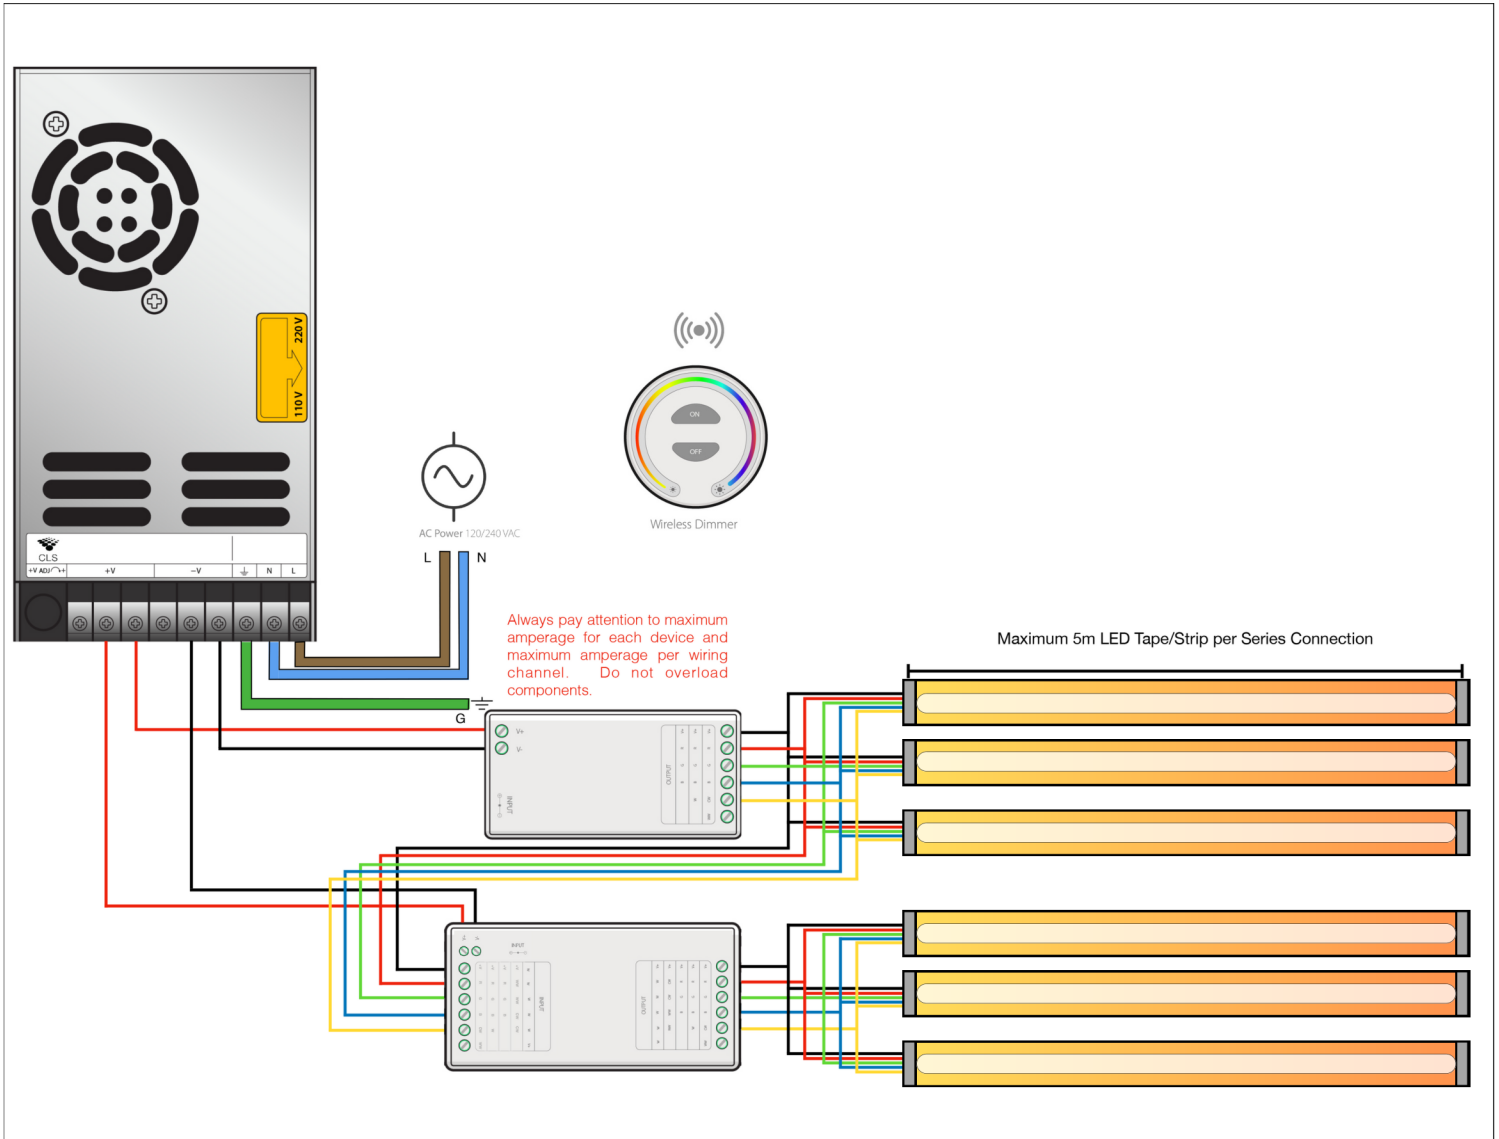 220 V
110 V
ON
OFF
Wireless Dimmer
AC Power 120/240 VAC
L
N
CLS
+V ADJ
+
+V
-V
N
L
Always pay attention to maximum
amperage for each device and
maximum amperage per wiring
channel. Do not overload
components.
Maximum 5m LED Tape/Strip per Series Connection
G
V+
V-
OUTPUT
INPUT
INPUT
INPUT
OUTPUT